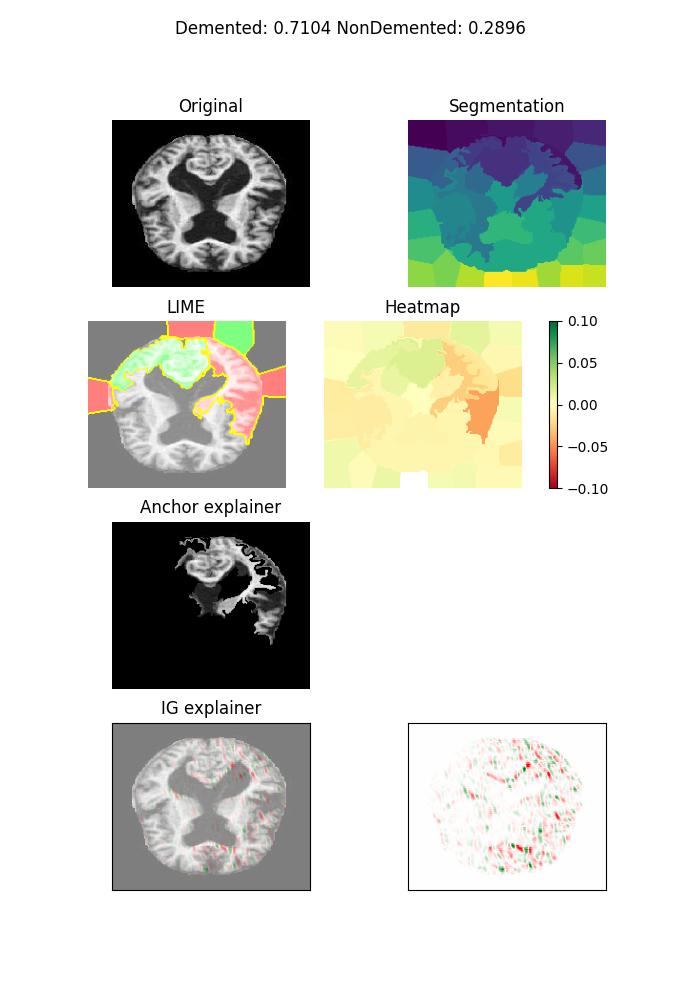 Demented: 0.7104 NonDemented: 0.2896
Original
Segmentation
LIME
Heatmap
0.10
0.05
0.00
−0.05
−0.10
Anchor explainer
IG explainer